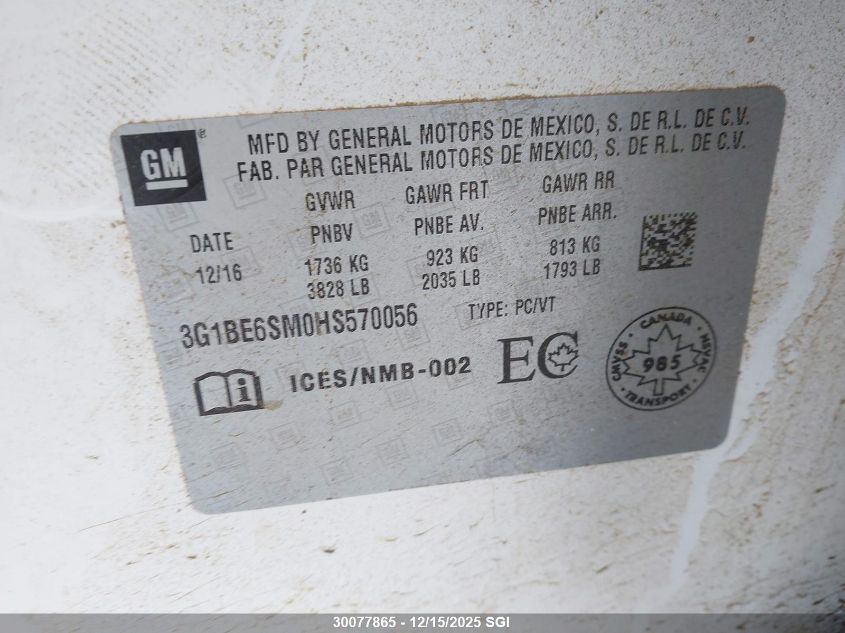 GM ®
MFD BY GENERAL MOTORS DE MEXICO, S. DE R.L. DE C.V.
FAB. PAR GENERAL MOTORS DE MEXICO, S. DE R.L. DE C.V.
GVWR GAWR FRT GAWR RR
DATE PNBV PNBE AV. PNBE ARR.
12/16 1736 KG 923 KG 813 KG
3828 LB 2035 LB 1793 LB
3G1BE6SM0HS570056 TYPE: PC/VT
i ICES/NMB-002 EC
CANADA
CMVSS 985 NSVAC
TRANSPORT
30077865 - 12/15/2025 SGI